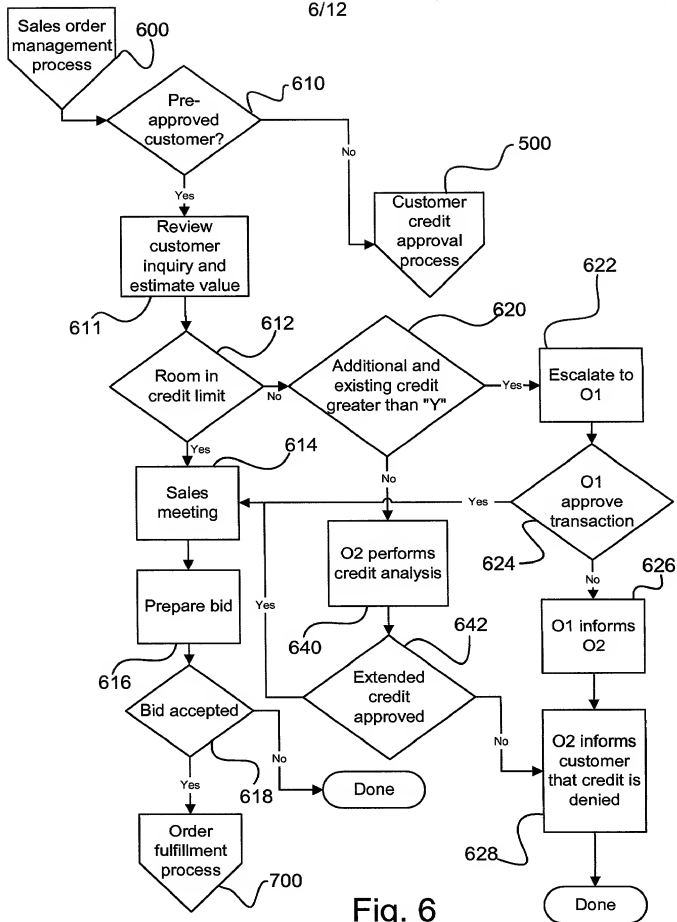 6/12
Sales order
management
process
600
Pre-
approved
customer?
610
No
500
Customer
credit
approval
process
Yes
Review
customer
inquiry and
estimate value
611
612
Room in
credit limit
No
620
Additional and
existing credit
greater than "Y"
Yes
622
Escalate to
O1
Yes
614
Sales
meeting
No
Yes
O1
approve
transaction
624
No
626
O2 performs
credit analysis
640
Yes
Prepare bid
616
O1 informs
O2
642
Extended
credit
approved
No
Bid accepted
618
No
Done
O2 informs
customer
that credit is
denied
628
Yes
Order
fulfillment
process
700
Done
Fig. 6